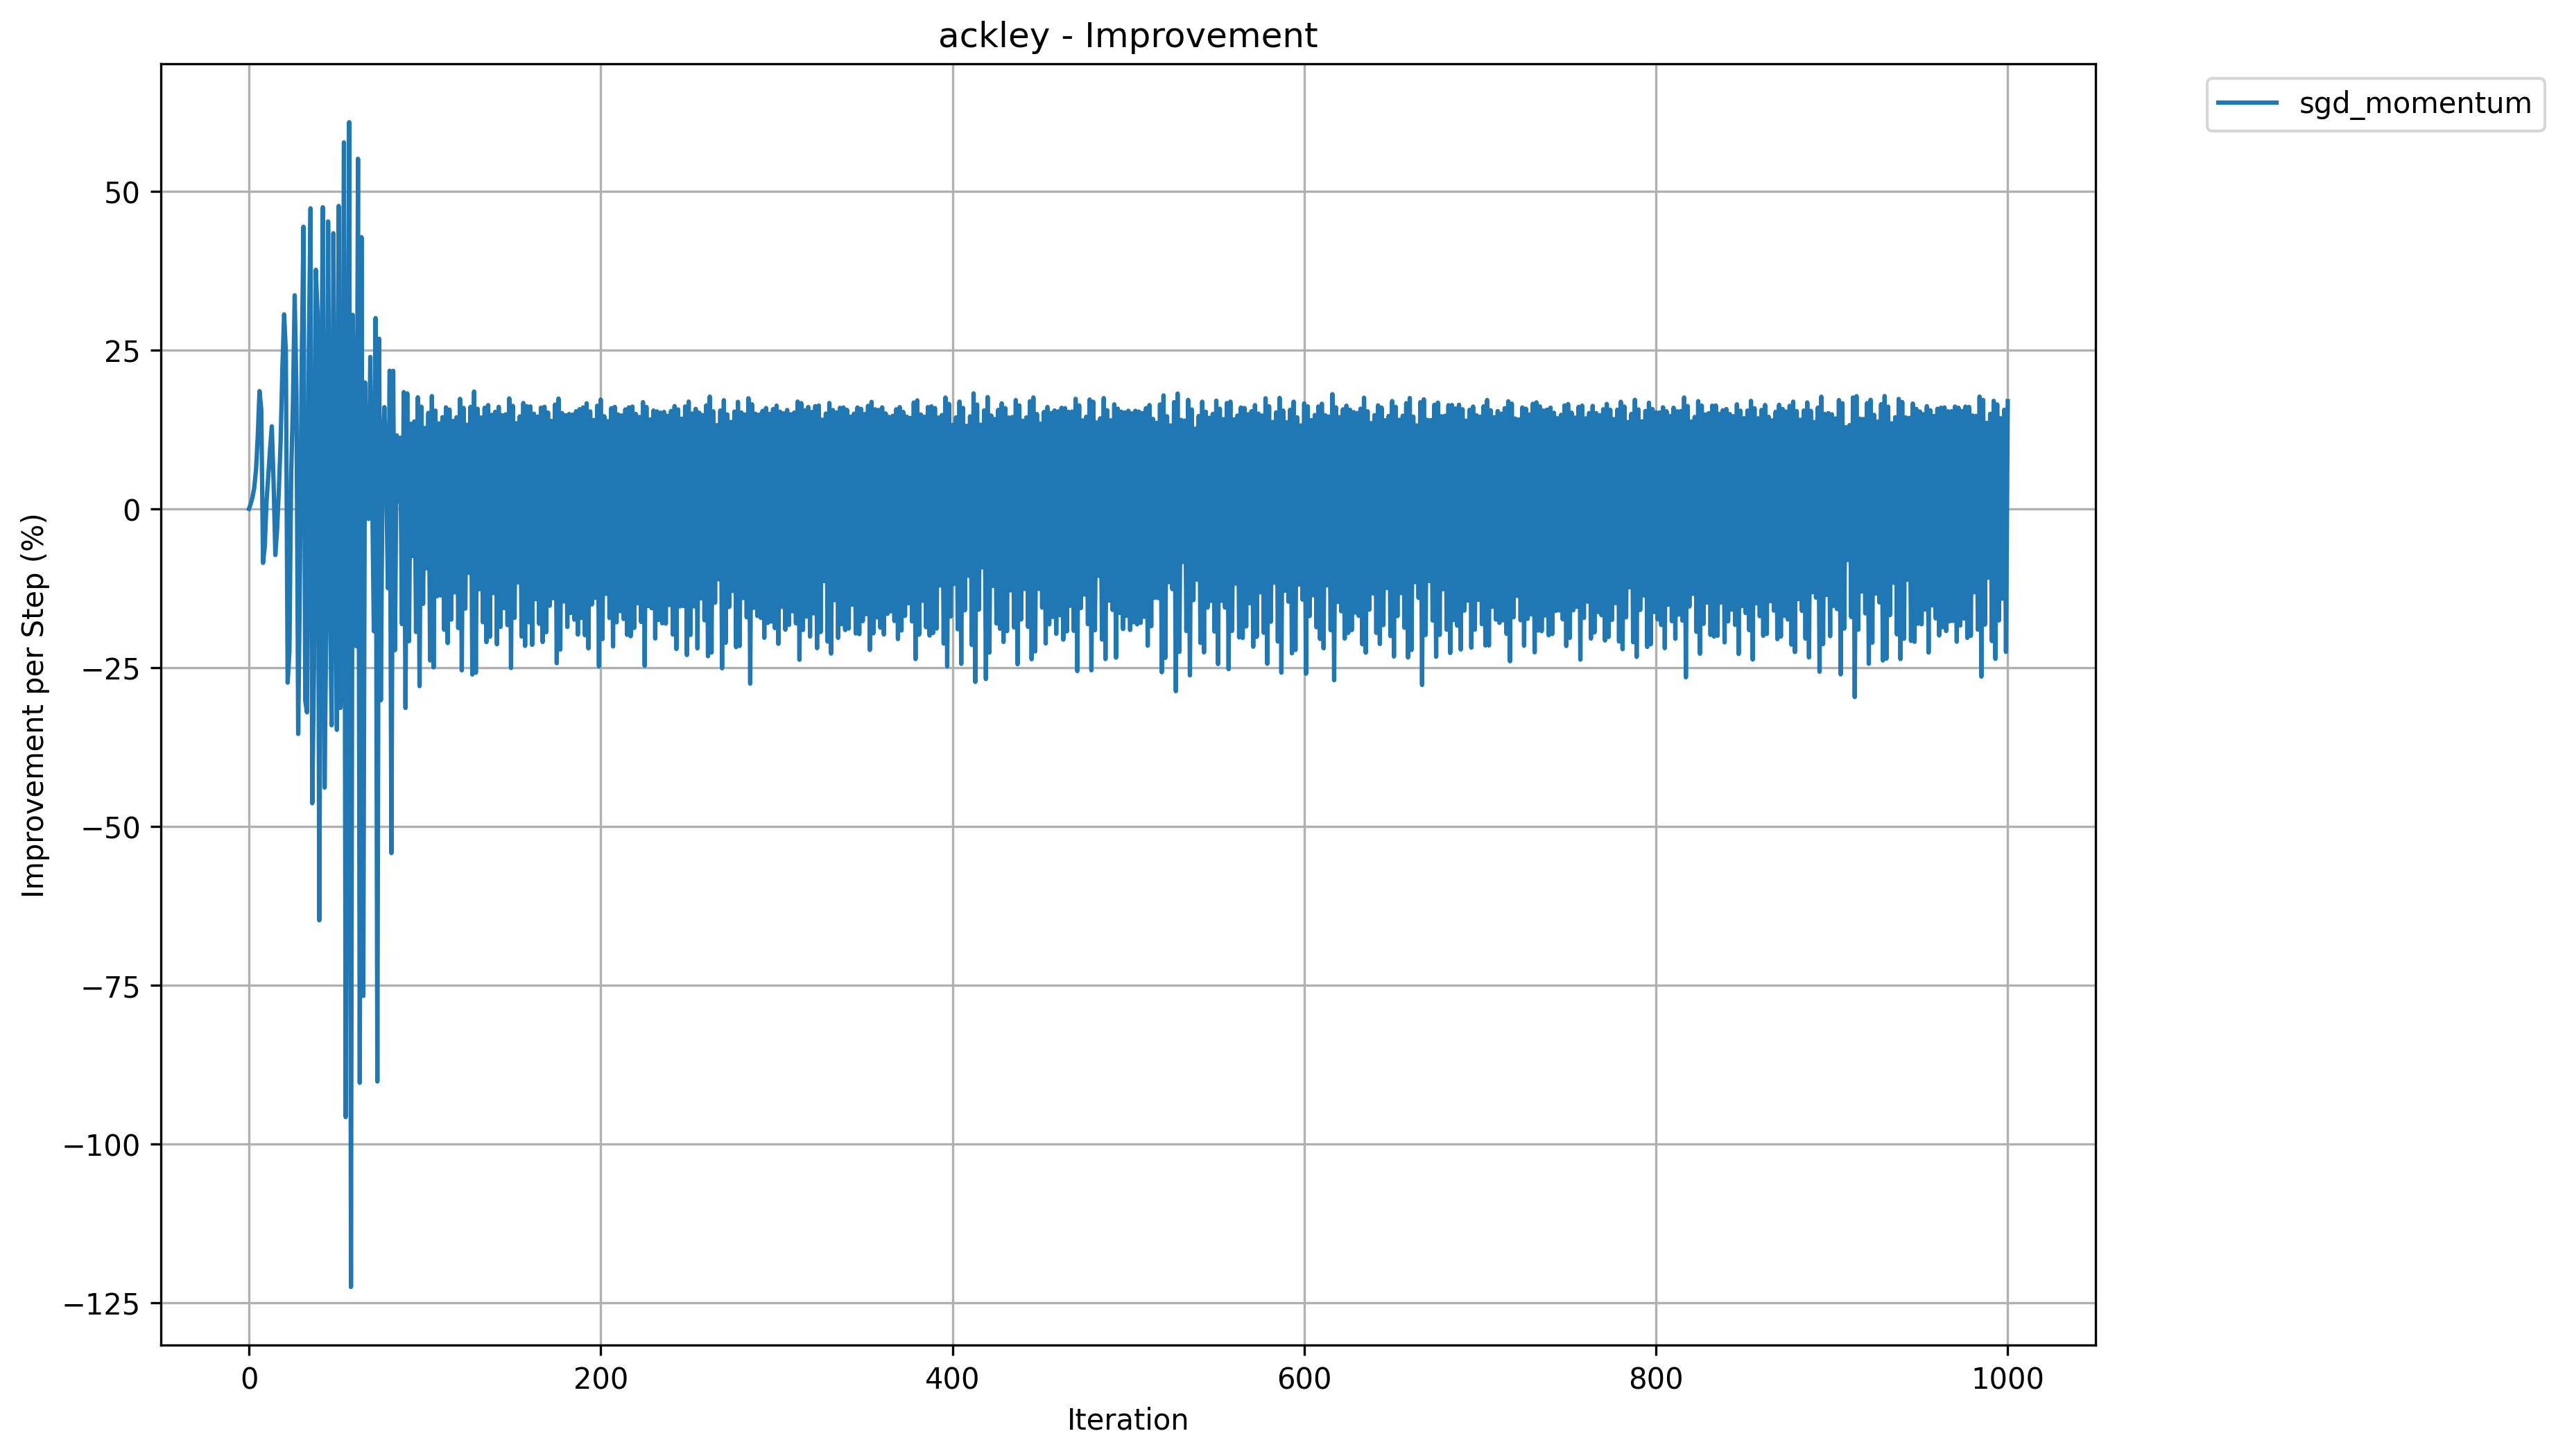 ackley - Improvement
sgd_momentum
Improvement per Step (%)
50
25
0
−25
−50
−75
−100
−125
0 200 400 600 800 1000
Iteration